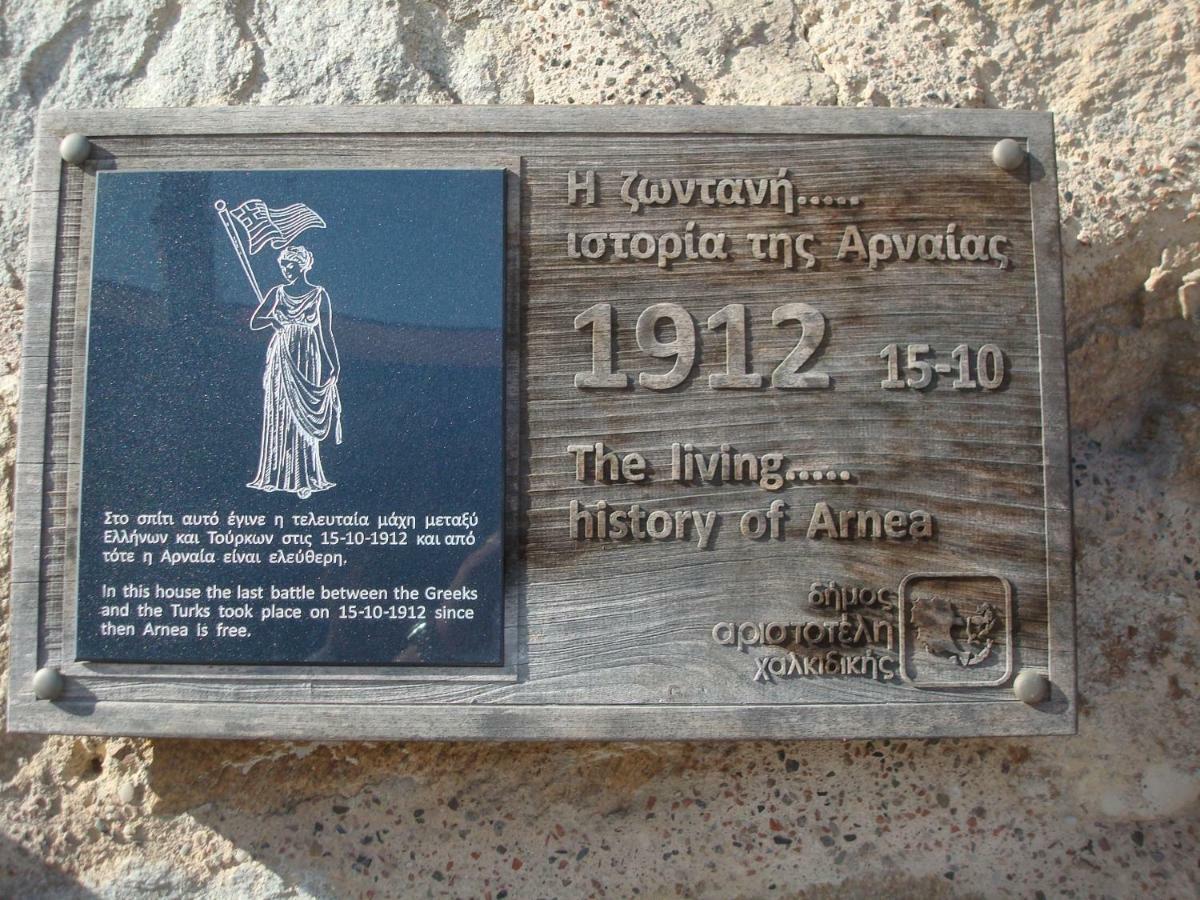 Στο σπίτι αυτό έγινε η τελευταία μάχη μεταξύ
Ελλήνων και Τούρκων στις 15-10-1912 και από
τότε η Αρναία είναι ελεύθερη.
In this house the last battle between the Greeks
and the Turks took place on 15-10-1912 since
then Arnea is free.
Η ζωντανή.....
ιστορία της Αρναίας
1912 15-10
The living.....
history of Arnea
δήμος
αριστοτέλη
χαλκιδικής